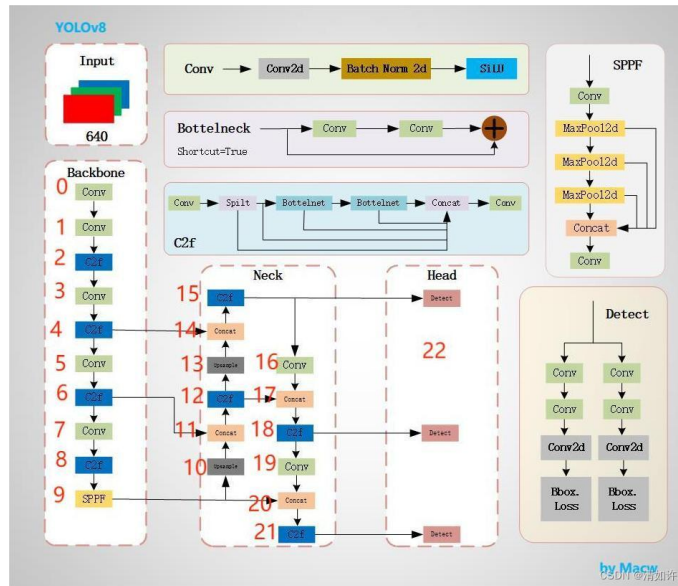 YOLOv8
Input
640
Conv
Conv2d
Batch Norm 2d
SiLU
Bottelneck
Conv
Conv
Shortcut=True
Conv
Spilt
Bottelnet
Bottelnet
Concat
Conv
C2f
SPPF
Conv
MaxPool2d
MaxPool2d
MaxPool2d
Concat
Conv
Backbone
0
Conv
1
Conv
2
C2f
3
Conv
4
C2f
5
Conv
6
C2f
7
Conv
8
C2f
9
SPPF
Neck
15
C2f
14
Concat
13
Upsample
12
C2f
11
Concat
10
Upsample
16
Conv
17
Concat
18
C2f
19
Conv
20
Concat
21
C2f
Head
Detect
22
Detect
Detect
Detect
Conv
Conv
Conv
Conv
Conv2d
Conv2d
Bbox.
Loss
Bbox.
Loss
by Macw
CSDN @清如许.